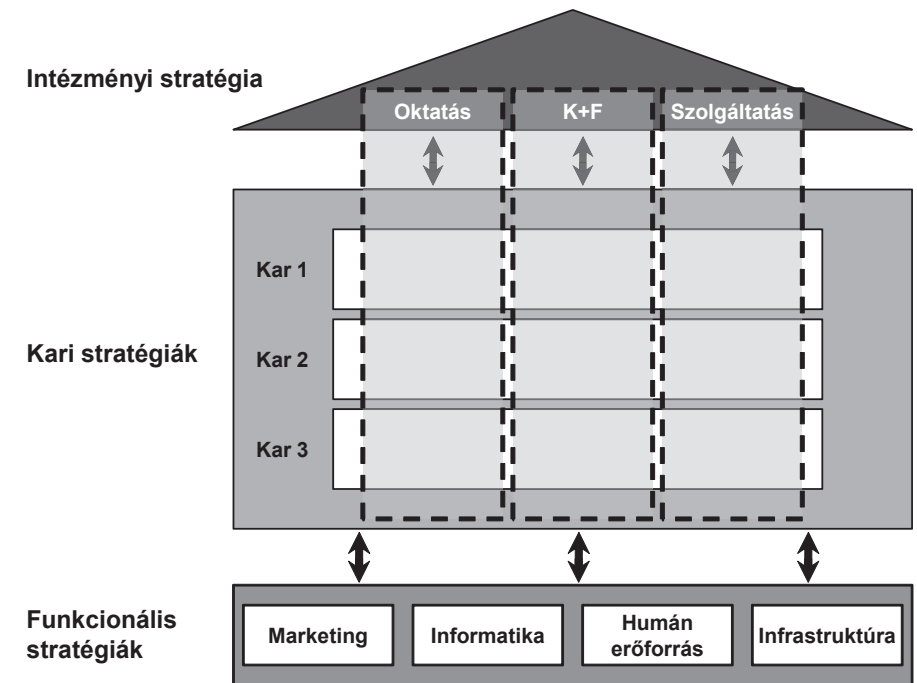 Intézményi stratégia
Oktatás
K+F
Szolgáltatás
Kar 1
Kari stratégiák
Kar 2
Kar 3
Funkcionális
stratégiák
Marketing
Informatika
Humán
erőforrás
Infrastruktúra